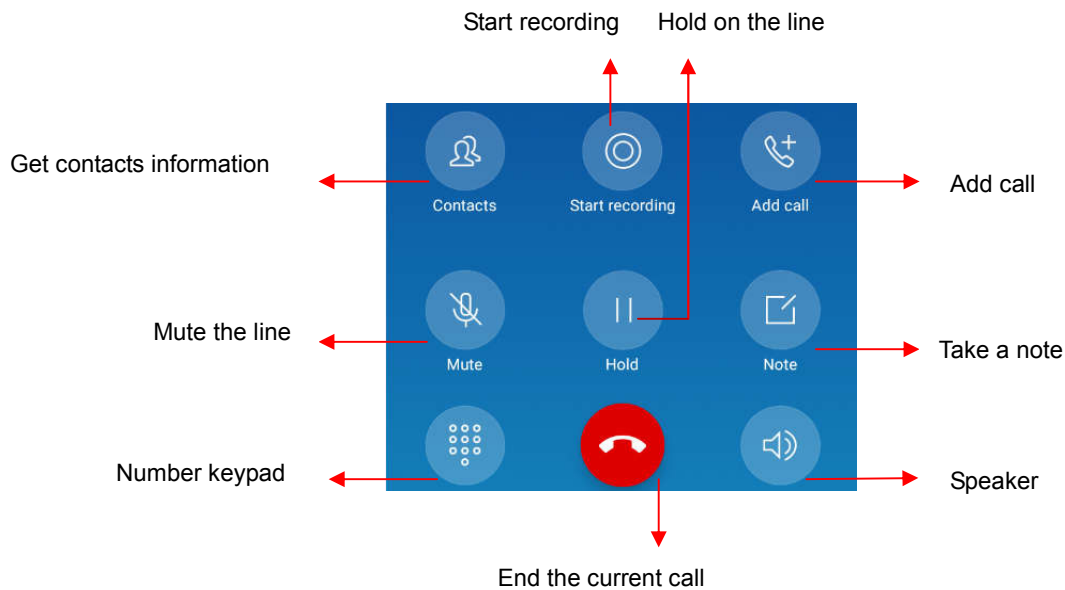 Start recording
Hold on the line
Get contacts information
Contacts
Start recording
Add call
Add call
Mute the line
Mute
Hold
Note
Take a note
Number keypad
Speaker
End the current call